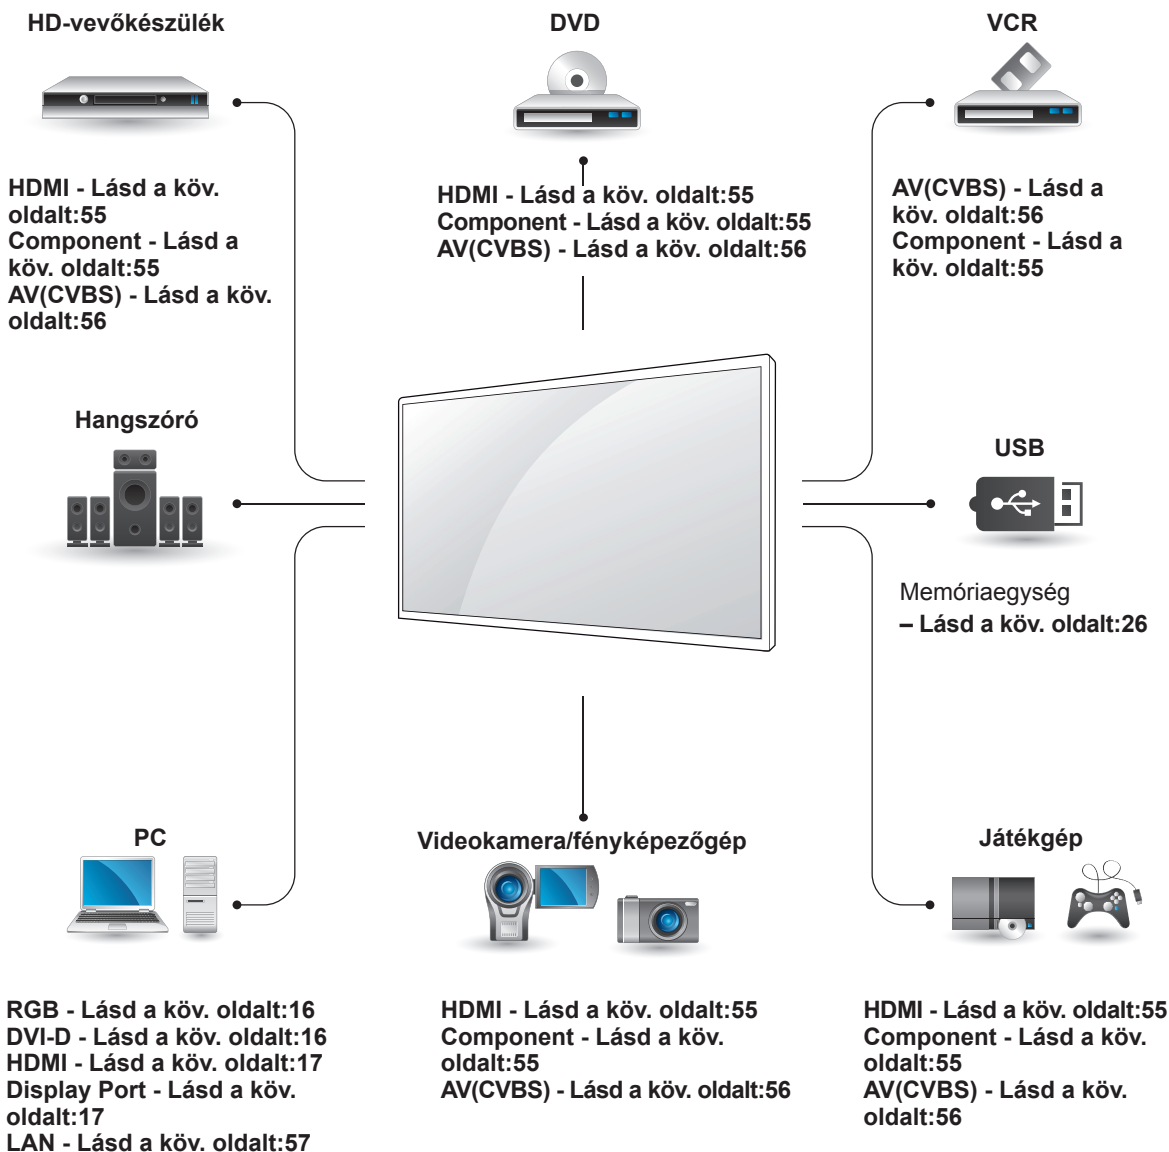 HD-vevőkészülék
HDMI - Lásd a köv.
oldalt:55
Component - Lásd a
köv. oldalt:55
AV(CVBS) - Lásd a köv.
oldalt:56
DVD
HDMI - Lásd a köv. oldalt:55
Component - Lásd a köv. oldalt:55
AV(CVBS) - Lásd a köv. oldalt:56
VCR
AV(CVBS) - Lásd a
köv. oldalt:56
Component - Lásd a
köv. oldalt:55
Hangszóró
USB
Memóriaegység
– Lásd a köv. oldalt:26
PC
RGB - Lásd a köv. oldalt:16
DVI-D - Lásd a köv. oldalt:16
HDMI - Lásd a köv. oldalt:17
Display Port - Lásd a köv.
oldalt:17
LAN - Lásd a köv. oldalt:57
Videokamera/fényképezőgép
HDMI - Lásd a köv. oldalt:55
Component - Lásd a köv.
oldalt:55
AV(CVBS) - Lásd a köv. oldalt:56
Játékgép
HDMI - Lásd a köv. oldalt:55
Component - Lásd a köv.
oldalt:55
AV(CVBS) - Lásd a köv.
oldalt:56